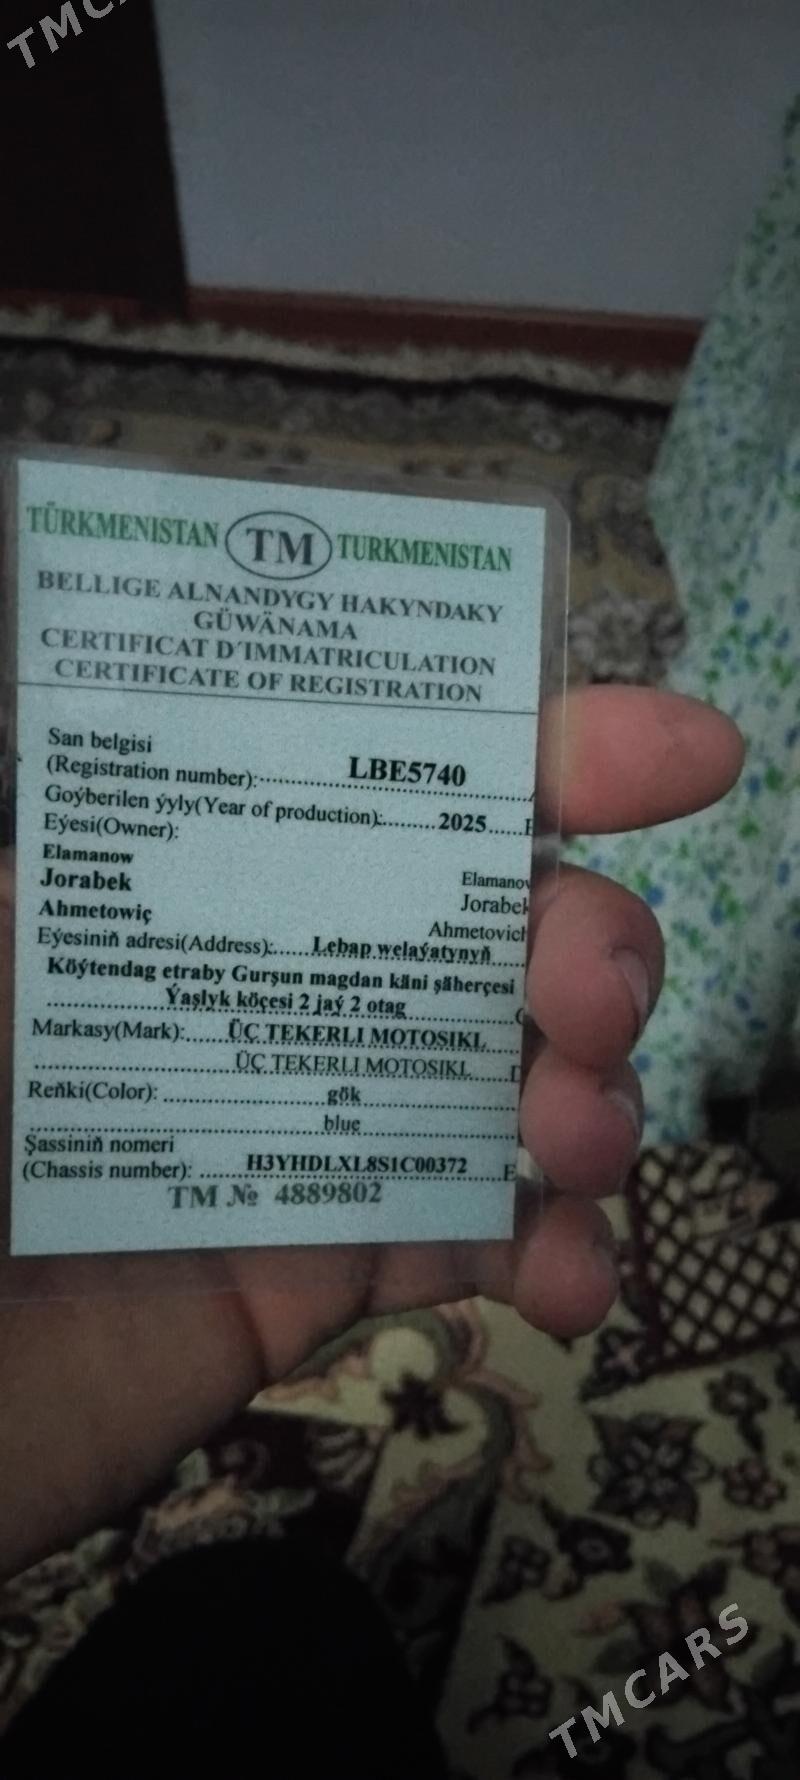 TÜRKMENISTAN TM TURKMENISTAN
BELLIGE ALNANDYGY HAKYNDAKY
GÜWÄNAMA
CERTIFICAT D´IMMATRICULATION
CERTIFICATE OF REGISTRATION
San belgisi
(Registration number):......... LBE5740 .........A
Goýberilen ýyly(Year of production):........2025......B
Eýesi(Owner):
Elamanow
Elamanov
Jorabek
Jorabek
Ahmetowiç
Ahmetovich
Eýesiniň adresi(Address):......Lebap welaýatynyň......
Köýtendag etraby Gurşun magdan käni şäherçesi
..................Ýaşlyk köçesi 2 jaý 2 otag..................C
Markasy(Mark):......ÜÇ TEKERLI MOTOSIKL......
..............................ÜÇ TEKERLI MOTOSIKL......D
Reňki(Color): ..........................gök..........................
.............................................blue..........................
Şassiniň nomeri
(Chassis number): ......H3YHDLXL8S1C00372......E
TM № 4889802
TMCARS